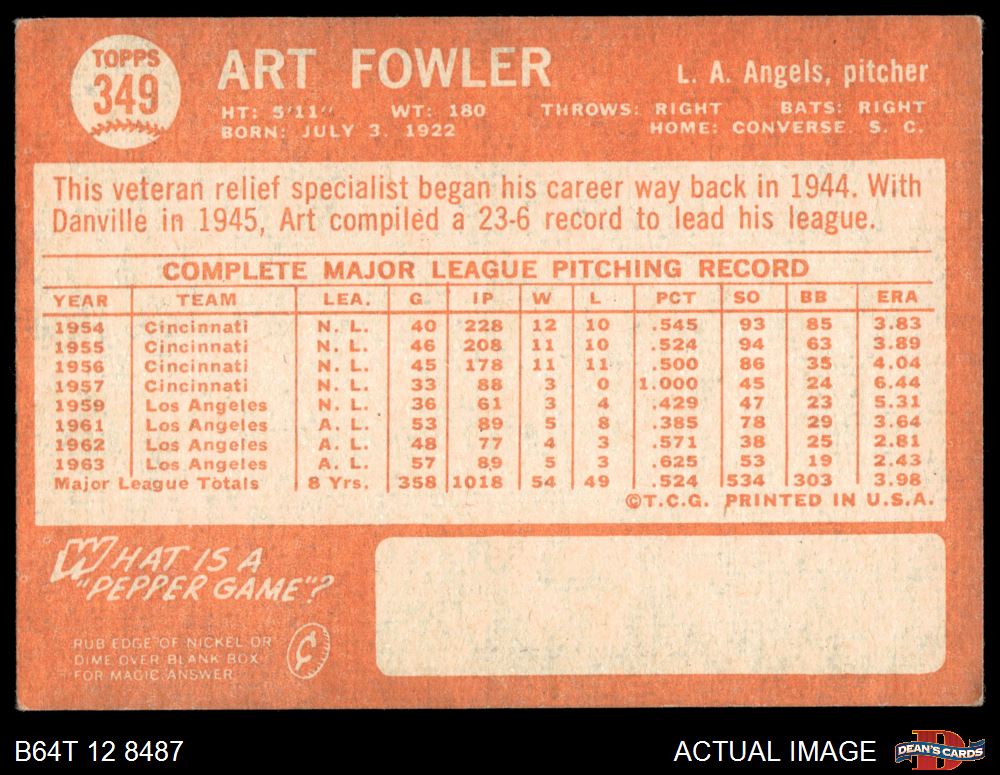 TOPPS
349
ART FOWLER
L. A. Angels, pitcher
HT: 5'11" WT: 180 THROWS: RIGHT BATS: RIGHT
BORN: JULY 3, 1922 HOME: CONVERSE S. C.
This veteran relief specialist began his career way back in 1944. With
Danville in 1945, Art compiled a 23-6 record to lead his league.
COMPLETE MAJOR LEAGUE PITCHING RECORD
YEAR TEAM LEA. G IP W L PCT SO BB ERA
1954 Cincinnati N. L. 40 228 12 10 .545 93 85 3.83
1955 Cincinnati N. L. 46 208 11 10 .524 94 63 3.89
1956 Cincinnati N. L. 45 178 11 11 .500 86 35 4.04
1957 Cincinnati N. L. 33 88 3 0 1.000 45 24 6.44
1959 Los Angeles N. L. 36 61 3 4 .429 47 23 5.31
1961 Los Angeles A. L. 53 89 5 8 .385 78 29 3.64
1962 Los Angeles A. L. 48 77 4 3 .571 38 25 2.81
1963 Los Angeles A. L. 57 89 5 3 .625 53 19 2.43
Major League Totals 8 Yrs. 358 1018 54 49 .524 534 303 3.98
©T.C.G. PRINTED IN U.S.A.
WHAT IS A
"PEPPER GAME"?
RUB EDGE OF NICKEL OR
DIME OVER BLANK BOX
FOR MAGIC ANSWER
¢
B64T 12 8487
ACTUAL IMAGE
D
DEAN'S CARDS